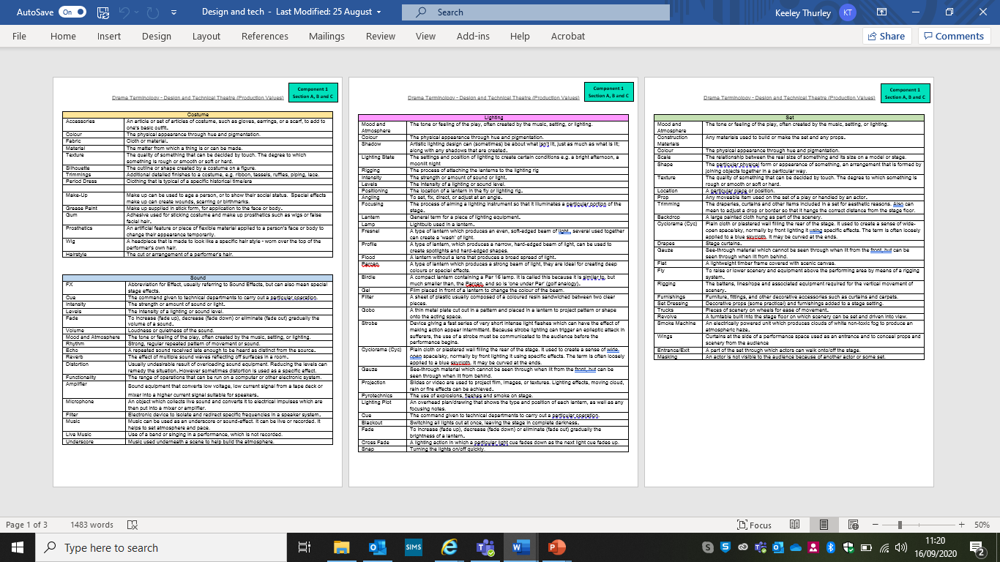 AutoSave On Design and tech - Last Modified: 25 August Search Keeley Thurley KT
File Home Insert Design Layout References Mailings Review View Add-ins Help Acrobat Share Comments
Component 1
Section A, B and C
Drama Terminology - Design and Technical Theatre (Production Values)
Costume
Accessories An article or set of articles of costume, such as gloves, earrings, or a scarf, to add to
one's basic outfit.
Colour The physical appearance through hue and pigmentation.
Fabric Cloth or material.
Material The matter from which a thing is or can be made.
Texture The quality of something that can be decided by touch. The degree to which
something is rough or smooth or soft or hard.
Silhouette The outline or shape created by a costume on a figure.
Trimmings Additional detailed finishes to a costume, e.g. ribbon, tassels, ruffles, piping, lace.
Period Dress Clothing that is typical of a specific historical time/era
Make-Up Make up can be used to age a person, or to show their social status. Special effects
make up can create wounds, scarring or birthmarks.
Grease Paint Make up supplied in stick form, for application to the face or body.
Gum Adhesive used for sticking costume and make up prosthetics such as wigs or false
facial hair.
Prosthetics An artificial feature or piece of flexible material applied to a person's face or body to
change their appearance temporarily.
Wig A headpiece that is made to look like a specific hair style - worn over the top of the
performer's own hair.
Hairstyle The cut or arrangement of a performer's hair.
Sound
FX Abbreviation for Effect, usually referring to Sound Effects, but can also mean special
stage effects.
Cue The command given to technical departments to carry out a particular operation.
Intensity The strength or amount of sound or light.
Levels The intensity of a lighting or sound level.
Fade To increase (fade up), decrease (fade down) or eliminate (fade out) gradually the
volume of a sound.
Volume Loudness or quietness of the sound.
Mood and Atmosphere The tone or feeling of the play, often created by the music, setting, or lighting.
Rhythm Strong, regular repeated pattern of movement or sound.
Echo A repeated sound received late enough to be heard as distinct from the source.
Reverb The effect of multiple sound waves reflecting off surfaces in a room.
Distortion Usually undesirable result of overloading sound equipment. Reducing the levels can
remedy the situation. However sometimes distortion is used as a specific effect.
Functionality The range of operations that can be run on a computer or other electronic system.
Amplifier Sound equipment that converts low voltage, low current signal from a tape deck or
mixer into a higher current signal suitable for speakers.
Microphone An object which collects live sound and converts it to electrical impulses which are
then put into a mixer or amplifier.
Filter Electronic device to isolate and redirect specific frequencies in a speaker system.
Music Music can be used as an underscore or sound-effect. It can be live or recorded. It
helps to set atmosphere and pace.
Live Music Use of a band or singing in a performance, which is not recorded.
Underscore Music used underneath a scene to help build the atmosphere.
Component 1
Section A, B and C
Drama Terminology - Design and Technical Theatre (Production Values)
Lighting
Mood and The tone or feeling of the play, often created by the music, setting, or lighting.
Atmosphere
Colour The physical appearance through hue and pigmentation.
Shadow Artistic lighting design can (sometimes) be about what isn't lit, just as much as what is lit;
along with any shadows that are created.
Lighting State The settings and position of lighting to create certain conditions e.g. a bright afternoon, a
moonlit night
Rigging The process of attaching the lanterns to the lighting rig
Intensity The strength or amount of sound or light.
Levels The intensity of a lighting or sound level.
Positioning The location of a lantern in the fly or lighting rig.
Angling To set, fix, direct, or adjust at an angle.
Focusing The process of aiming a lighting instrument so that it illuminates a particular portion of the
stage.
Lantern General term for a piece of lighting equipment.
Lamp Lightbulb used in a lantern.
Fresnel A type of lantern which produces an even, soft-edged beam of light., several used together
can create a 'wash' of light.
Profile A type of lantern, which produces a narrow, hard-edged beam of light, can be used to
create spotlights and hard-edged shapes.
Flood A lantern without a lens that produces a broad spread of light.
Parcan A type of lantern which produces a strong beam of light, they are ideal for creating deep
colours or special effects.
Birdie A compact lantern containing a Par 16 lamp. It is called this because it is similar to, but
much smaller than, the Parcan, and so is 'one under Par' (golf analogy).
Gel Film placed in front of a lantern to change the colour of the beam.
Filter A sheet of plastic usually composed of a coloured resin sandwiched between two clear
pieces.
Gobo A thin metal plate cut out in a pattern and placed in a lantern to project pattern or shape
onto the acting space.
Strobe Device giving a fast series of very short intense light flashes which can have the effect of
making action appear intermittent. Because strobe lighting can trigger an epileptic attack in
sufferers, the use of a strobe must be communicated to the audience before the
performance begins.
Cyclorama (Cyc) Plain cloth or plastered wall filling the rear of the stage. It used to create a sense of wide-
open space/sky, normally by front lighting it using specific effects. The term is often loosely
applied to a blue skycloth. It may be curved at the ends.
Gauze See-through material which cannot be seen through when lit from the front, but can be
seen through when lit from behind.
Projection Slides or video are used to project film, images, or textures. Lighting effects, moving cloud,
rain or fire effects can be achieved.
Pyrotechnics The use of explosions, flashes and smoke on stage.
Lighting Plot An overhead plan/drawing that shows the type and position of each lantern, as well as any
focusing notes.
Cue The command given to technical departments to carry out a particular operation.
Blackout Switching all lights out at once, leaving the stage in complete darkness.
Fade To increase (fade up), decrease (fade down) or eliminate (fade out) gradually the
brightness of a lantern.
Cross Fade A lighting action in which a particular light cue fades down as the next light cue fades up.
Snap Turning the lights on/off quickly.
Component 1
Section A, B and C
Drama Terminology - Design and Technical Theatre (Production Values)
Set
Mood and The tone or feeling of the play, often created by the music, setting, or lighting.
Atmosphere
Construction Any materials used to build or make the set and any props.
Materials
Colour The physical appearance through hue and pigmentation.
Scale The relationship between the real size of something and its size on a model or stage.
Shape The particular physical form or appearance of something, an arrangement that is formed by
joining objects together in a particular way.
Texture The quality of something that can be decided by touch. The degree to which something is
rough or smooth or soft or hard.
Location A particular place or position.
Prop Any moveable item used on the set of a play or handled by an actor.
Trimming The draperies, curtains and other items included in a set for aesthetic reasons. Also can
mean to adjust a drop or border so that it hangs the correct distance from the stage floor.
Backdrop A large painted cloth hung as part of the scenery.
Cyclorama (Cyc) Plain cloth or plastered wall filling the rear of the stage. It used to create a sense of wide-
open space/sky, normally by front lighting it using specific effects. The term is often loosely
applied to a blue skycloth. It may be curved at the ends.
Drapes Stage curtains.
Gauze See-through material which cannot be seen through when lit from the front, but can be
seen through when lit from behind.
Flat A lightweight timber frame covered with scenic canvas.
Fly To raise or lower scenery and equipment above the performing area by means of a rigging
system.
Rigging The battens, lines/rope and associated equipment required for the vertical movement of
scenery.
Furnishings Furniture, fittings, and other decorative accessories such as curtains and carpets.
Set Dressing Decorative props (some practical) and furnishings added to a stage setting.
Trucks Pieces of scenery on wheels for ease of movement.
Revolve A turntable built into the stage floor on which scenery can be set and driven into view.
Smoke Machine An electrically powered unit which produces clouds of white non-toxic fog to produce an
atmospheric haze.
Wings Curtains at the side of a performance space used as an entrance and to conceal props and
scenery from the audience
Entrance/Exit A part of the set through which actors can walk onto/off the stage.
Masking An actor is not visible to the audience because of another actor or some set.
Page 1 of 3 1483 words Focus 50%
Type here to search SIMS 11:20
16/09/2020 2